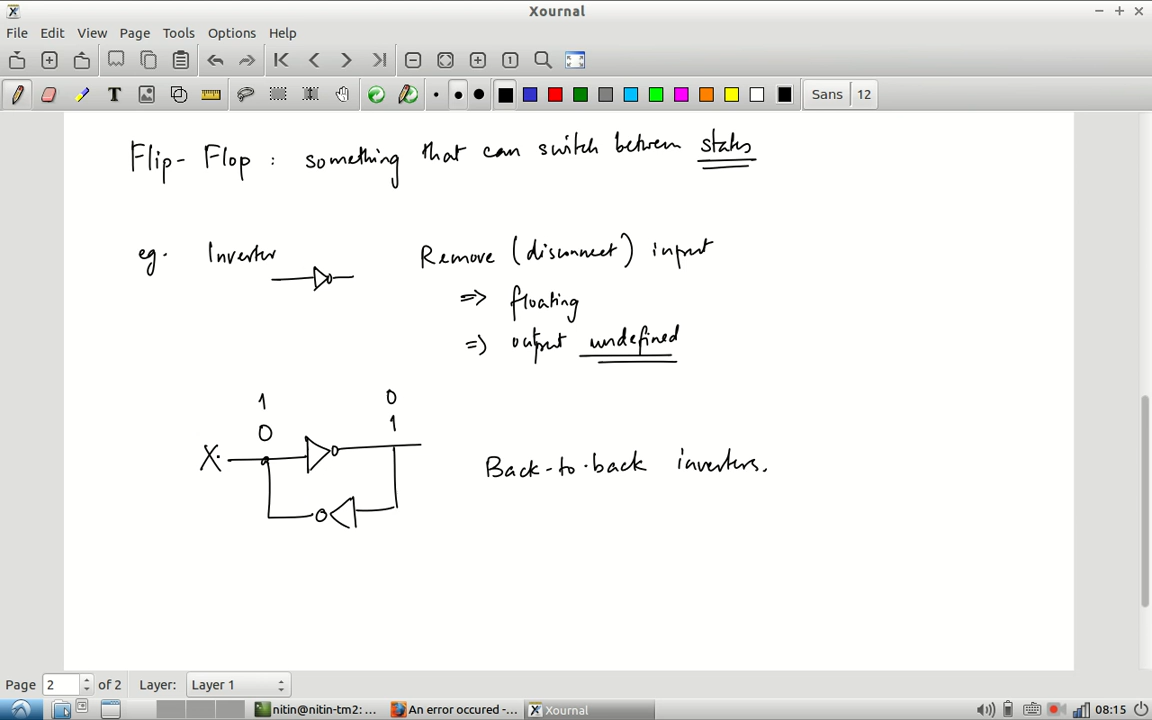 Xournal
File Edit View Page Tools Options Help
Sans 12
Flip-Flop : something that can switch between states
eg. Inverter Remove (disconnect) input
=> floating
=> output undefined
1 0
0 1
X
Back-to-back inverters.
Page 2 of 2 Layer: Layer 1
nitin@nitin-tm2: ... An error occured -... Xournal 08:15